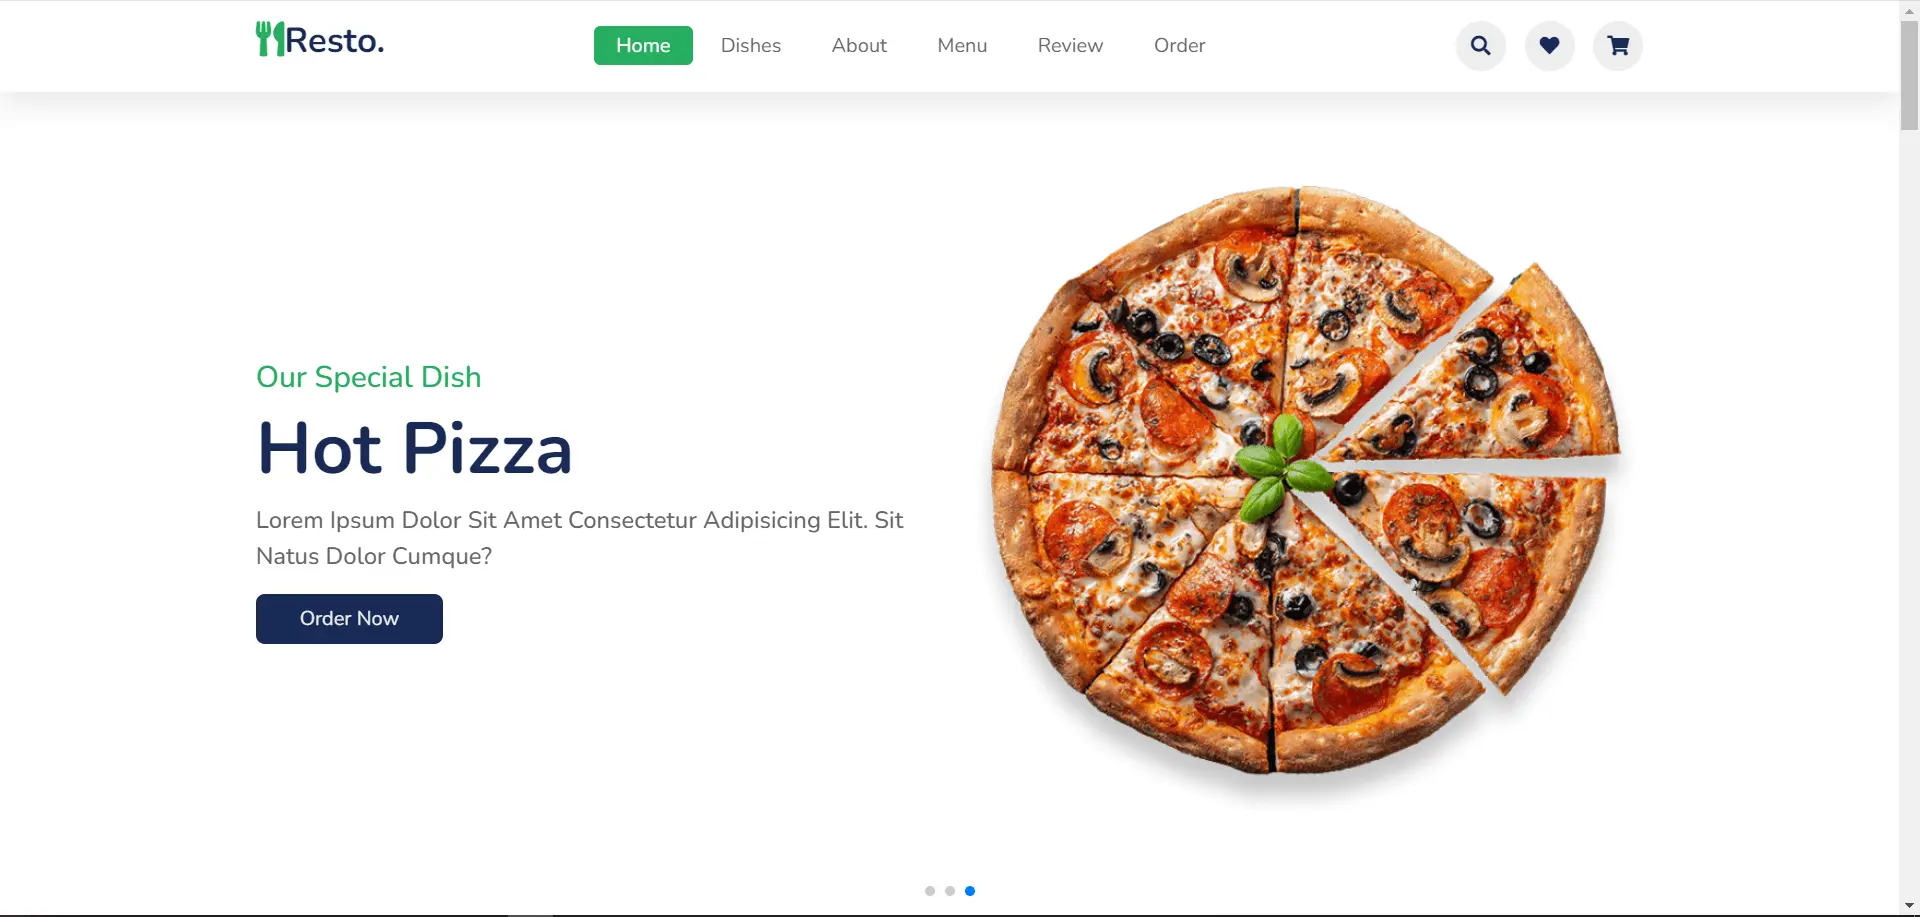 Resto.
Home
Dishes
About
Menu
Review
Order
Our Special Dish
Hot Pizza
Lorem Ipsum Dolor Sit Amet Consectetur Adipisicing Elit. Sit
Natus Dolor Cumque?
Order Now